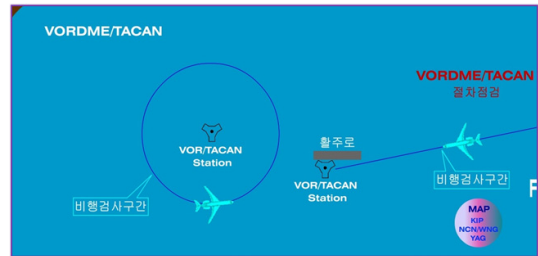 VORDME/TACAN
VORDME/TACAN
절차점검
VOR/TACAN
Station
활주로
VOR/TACAN
Station
비행검사구간
비행검사구간
MAP
KIP
NCN/WNG
YAG
F